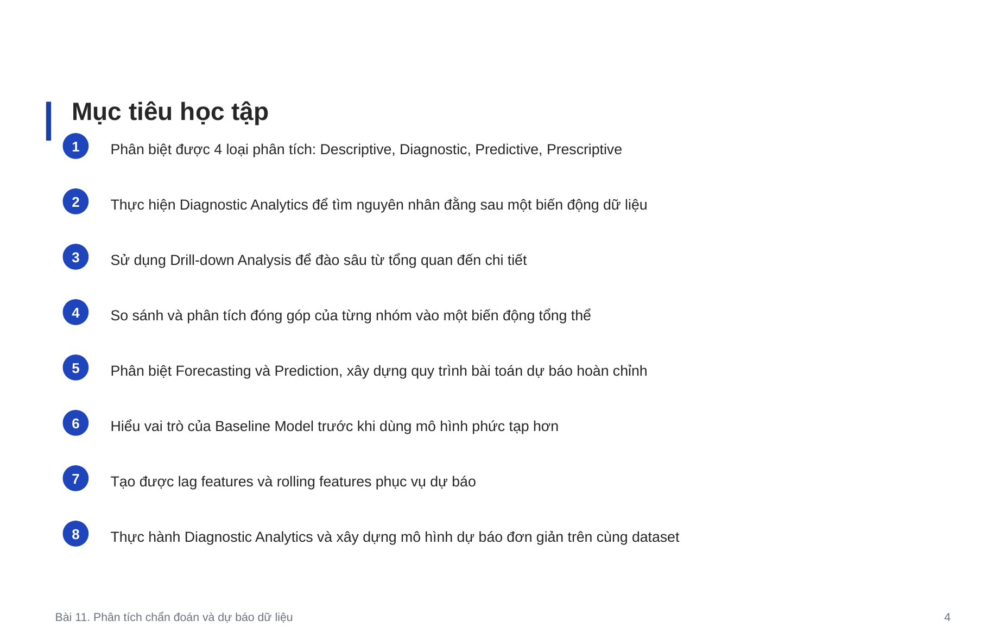 Mục tiêu học tập
1 Phân biệt được 4 loại phân tích: Descriptive, Diagnostic, Predictive, Prescriptive
2 Thực hiện Diagnostic Analytics để tìm nguyên nhân đằng sau một biến động dữ liệu
3 Sử dụng Drill-down Analysis để đào sâu từ tổng quan đến chi tiết
4 So sánh và phân tích đóng góp của từng nhóm vào một biến động tổng thể
5 Phân biệt Forecasting và Prediction, xây dựng quy trình bài toán dự báo hoàn chỉnh
6 Hiểu vai trò của Baseline Model trước khi dùng mô hình phức tạp hơn
7 Tạo được lag features và rolling features phục vụ dự báo
8 Thực hành Diagnostic Analytics và xây dựng mô hình dự báo đơn giản trên cùng dataset
Bài 11. Phân tích chẩn đoán và dự báo dữ liệu 4